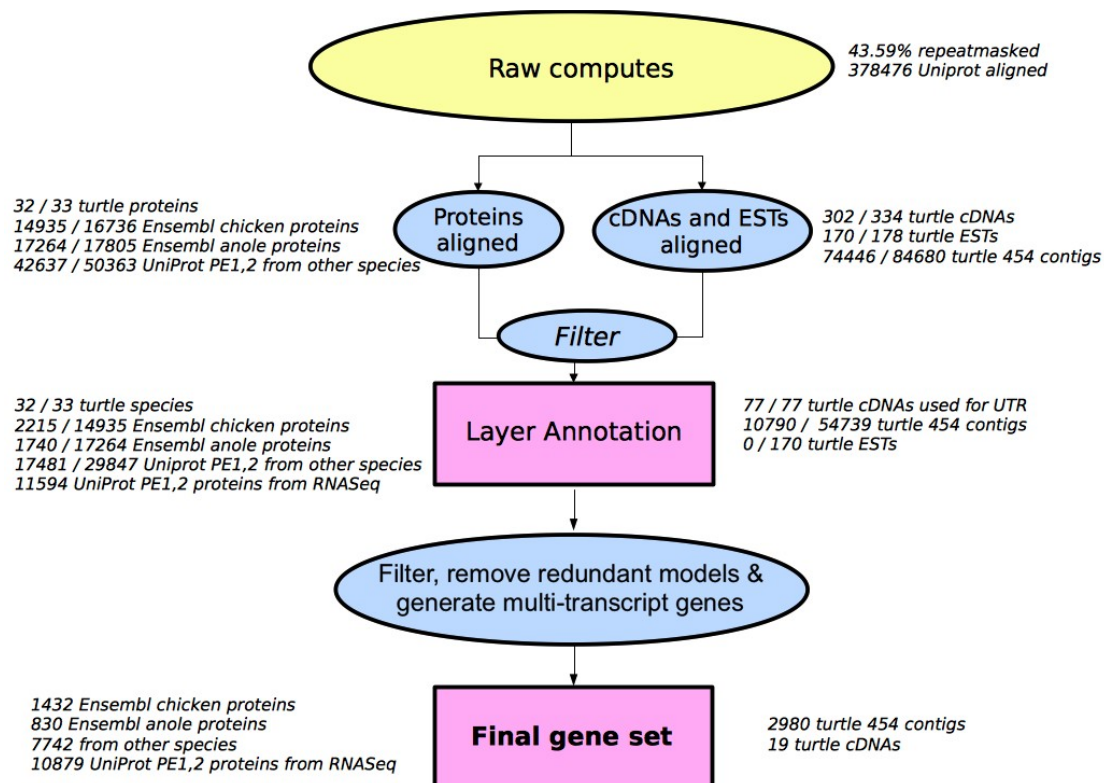 Raw computes
43.59% repeatmasked
378476 Uniprot aligned
32 / 33 turtle proteins
14935 / 16736 Ensembl chicken proteins
17264 / 17805 Ensembl anole proteins
42637 / 50363 UniProt PE1,2 from other species
Proteins
aligned
cDNAs and ESTs
aligned
302 / 334 turtle cDNAs
170 / 178 turtle ESTs
74446 / 84680 turtle 454 contigs
Filter
32 / 33 turtle species
2215 / 14935 Ensembl chicken proteins
1740 / 17264 Ensembl anole proteins
17481 / 29847 Uniprot PE1,2 from other species
11594 UniProt PE1,2 proteins from RNASeq
Layer Annotation
77 / 77 turtle cDNAs used for UTR
10790 / 54739 turtle 454 contigs
0 / 170 turtle ESTs
Filter, remove redundant models &
generate multi-transcript genes
1432 Ensembl chicken proteins
830 Ensembl anole proteins
7742 from other species
10879 UniProt PE1,2 proteins from RNASeq
Final gene set
2980 turtle 454 contigs
19 turtle cDNAs